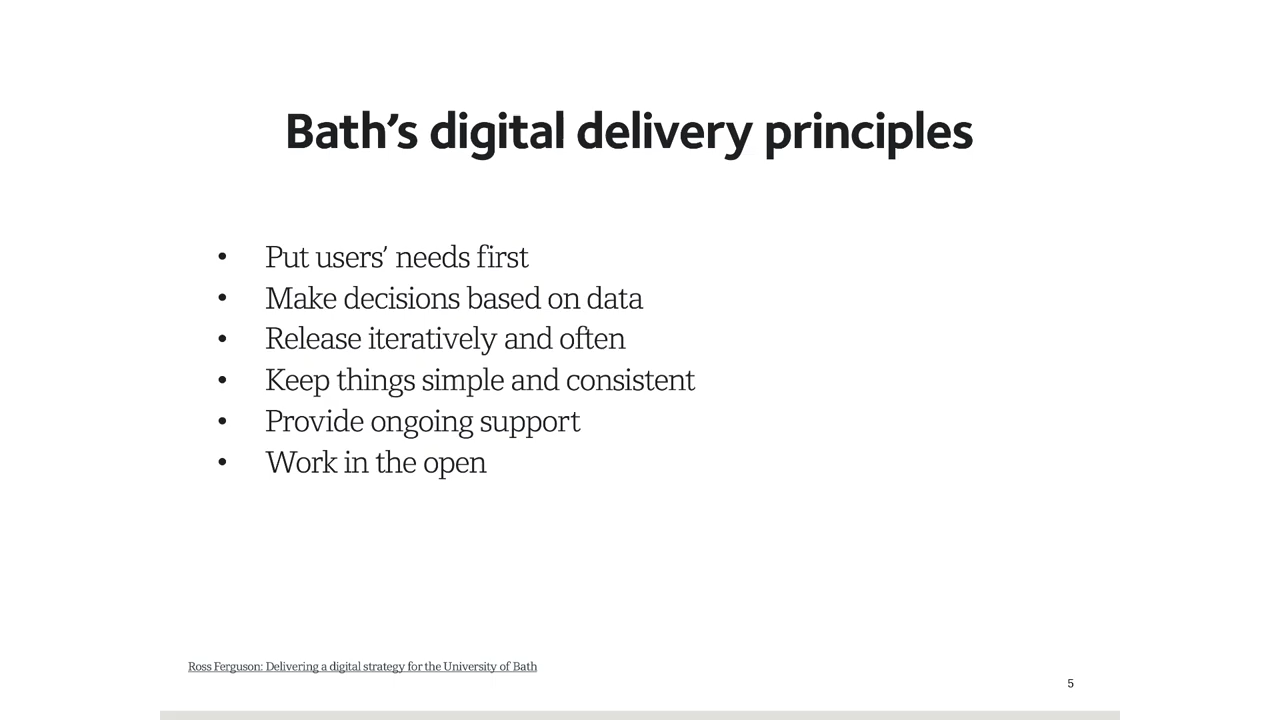 Bath’s digital delivery principles
• Put users’ needs first
• Make decisions based on data
• Release iteratively and often
• Keep things simple and consistent
• Provide ongoing support
• Work in the open
Ross Ferguson: Delivering a digital strategy for the University of Bath
5